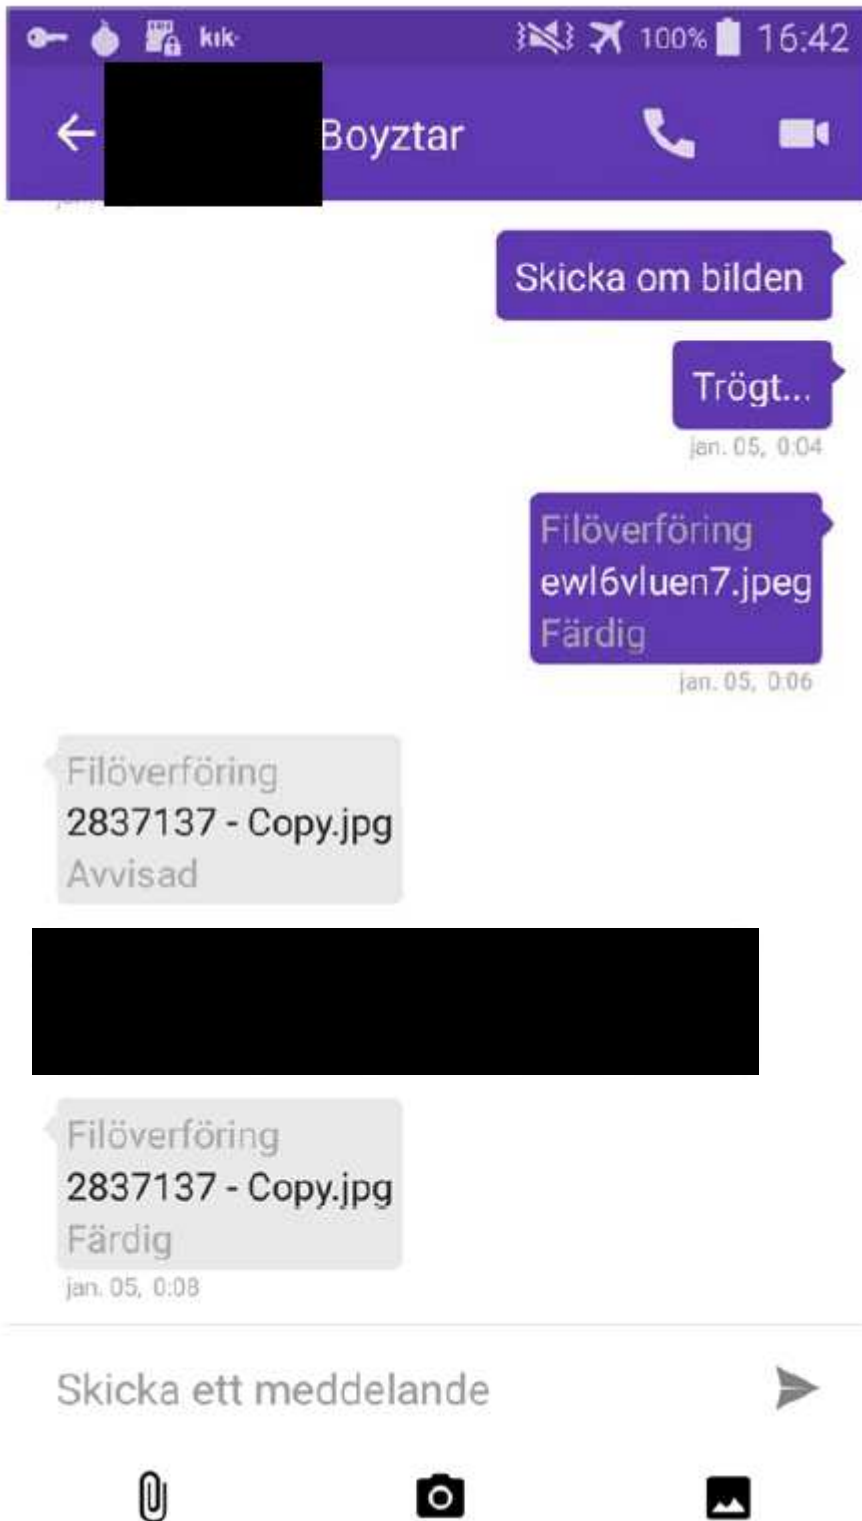 kik·
100%
16:42
Boyztar
Skicka om bilden
Trögt...
jan. 05, 0:04
Filöverföring
ewl6vluen7.jpeg
Färdig
jan. 05, 0:06
Filöverföring
2837137 - Copy.jpg
Avvisad
Filöverföring
2837137 - Copy.jpg
Färdig
jan. 05, 0:08
Skicka ett meddelande